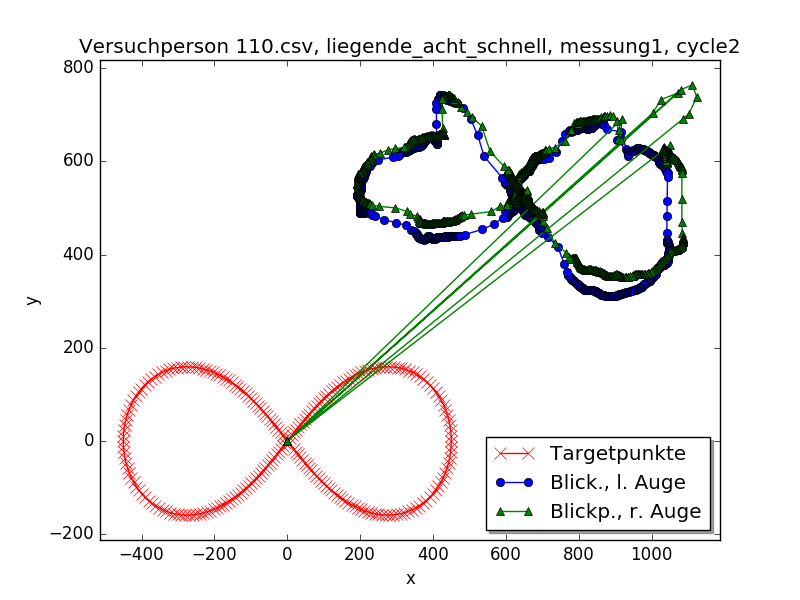 Versuchperson 110.csv, liegende_acht_schnell, messung1, cycle2
800
600
400
200
0
−200
y
−400 −200 0 200 400 600 800 1000
x
Targetpunkte
Blick., l. Auge
Blickp., r. Auge